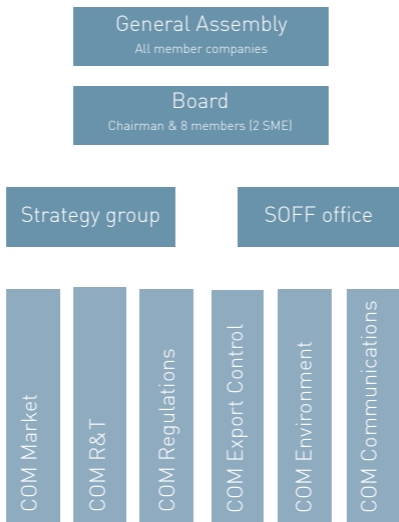 General Assembly
All member companies
Board
Chairman & 8 members (2 SME)
Strategy group
SOFF office
COM Market
COM R&T
COM Regulations
COM Export Control
COM Environment
COM Communications